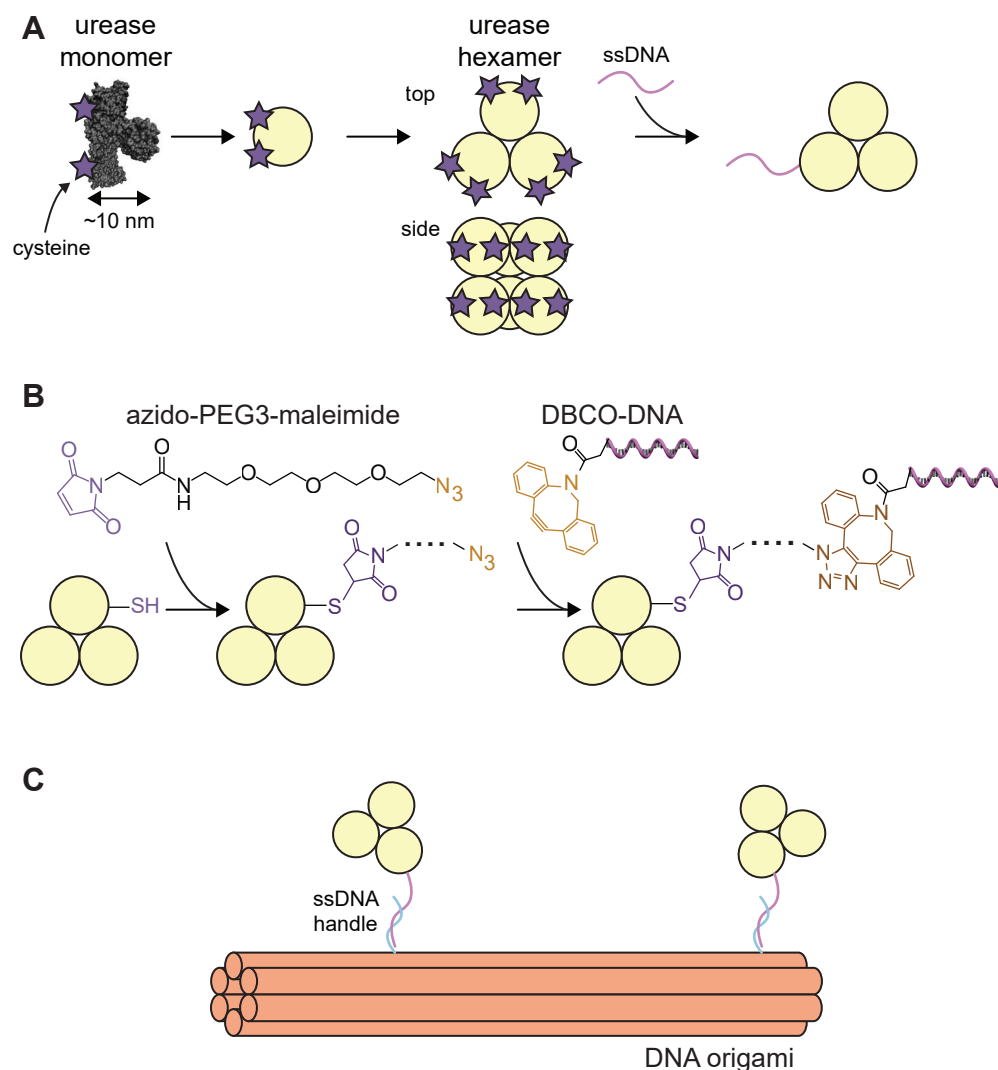 A
urease
monomer
cysteine
~10 nm
urease
hexamer
top
side
ssDNA
B
azido-PEG3-maleimide
O
N
O
O
N
H
O
O
O
N3
DBCO-DNA
O
N
SH
S
O
N
O
N3
S
O
N
O
N
N
N
O
N
C
ssDNA
handle
DNA origami